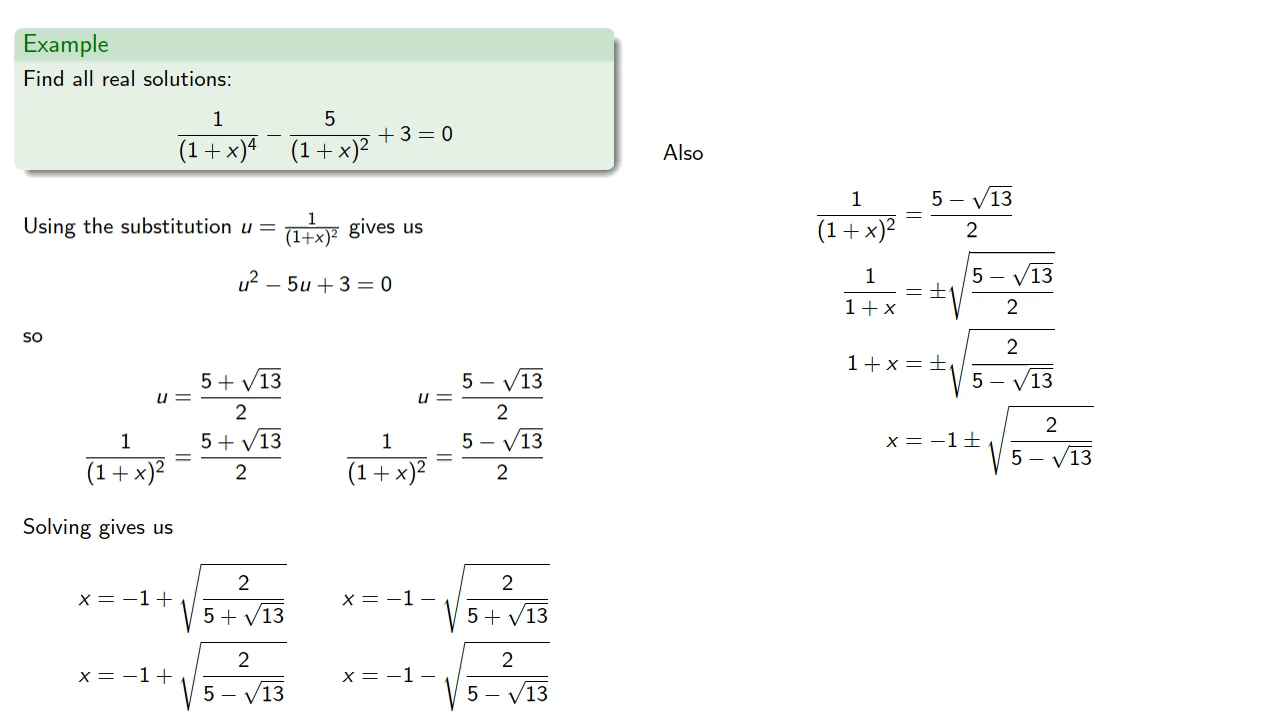 Example
Find all real solutions:
1/(1 + x)⁴ − 5/(1 + x)² + 3 = 0
Using the substitution u = 1/(1+x)² gives us
u² − 5u + 3 = 0
so
u = (5 + √13)/2    u = (5 − √13)/2
1/(1 + x)² = (5 + √13)/2    1/(1 + x)² = (5 − √13)/2
Solving gives us
x = −1 + √(2/(5 + √13))    x = −1 − √(2/(5 + √13))
x = −1 + √(2/(5 − √13))    x = −1 − √(2/(5 − √13))
Also
1/(1 + x)² = (5 − √13)/2
1/(1 + x) = ±√((5 − √13)/2)
1 + x = ±√(2/(5 − √13))
x = −1 ± √(2/(5 − √13))